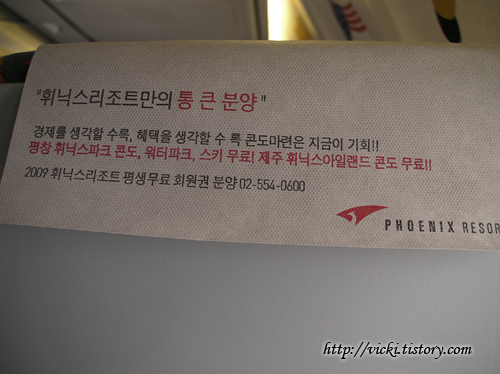 "휘닉스리조트만의 통 큰 분양"
경제를 생각할 수록, 혜택을 생각할 수 록 콘도마련은 지금이 기회!!
평창 휘닉스파크 콘도, 워터파크, 스키 무료! 제주 휘닉스아일랜드 콘도 무료!!
2009 휘닉스리조트 평생무료 회원권 분양 02-554-0600
PHOENIX RESOR
http://vicki.tistory.com